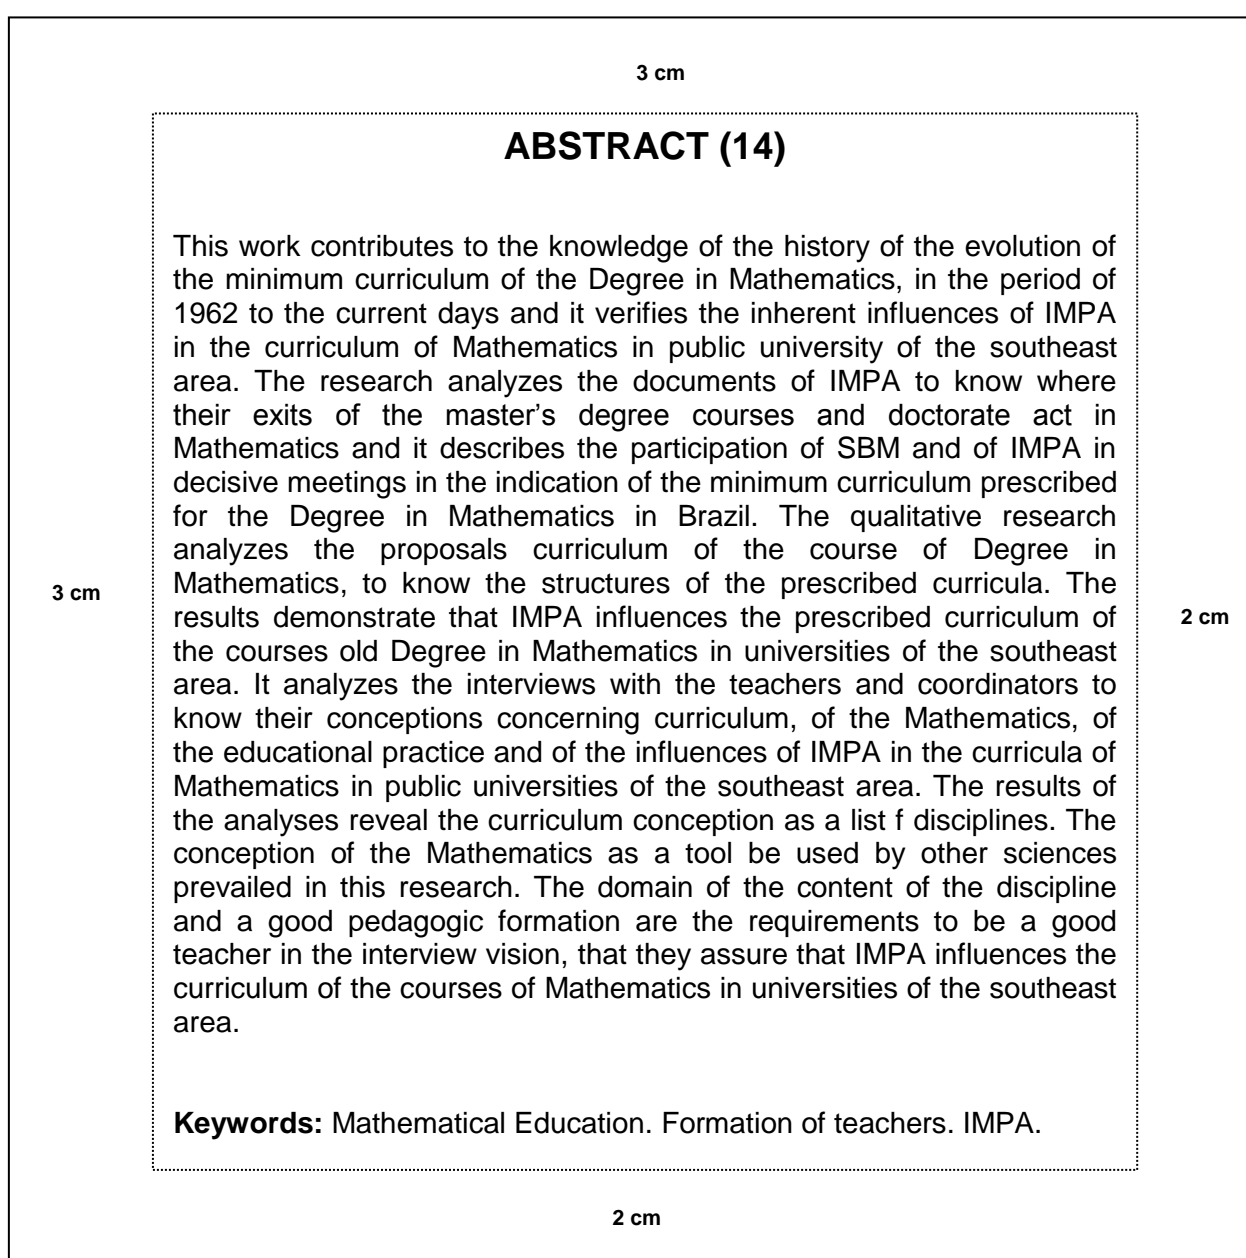 3 cm
ABSTRACT (14)
This work contributes to the knowledge of the history of the evolution of
the minimum curriculum of the Degree in Mathematics, in the period of
1962 to the current days and it verifies the inherent influences of IMPA
in the curriculum of Mathematics in public university of the southeast
area. The research analyzes the documents of IMPA to know where
their exits of the master's degree courses and doctorate act in
Mathematics and it describes the participation of SBM and of IMPA in
decisive meetings in the indication of the minimum curriculum prescribed
for the Degree in Mathematics in Brazil. The qualitative research
analyzes the proposals curriculum of the course of Degree in
Mathematics, to know the structures of the prescribed curricula. The
results demonstrate that IMPA influences the prescribed curriculum of
the courses old Degree in Mathematics in universities of the southeast
area. It analyzes the interviews with the teachers and coordinators to
know their conceptions concerning curriculum, of the Mathematics, of
the educational practice and of the influences of IMPA in the curricula of
Mathematics in public universities of the southeast area. The results of
the analyses reveal the curriculum conception as a list f disciplines. The
conception of the Mathematics as a tool be used by other sciences
prevailed in this research. The domain of the content of the discipline
and a good pedagogic formation are the requirements to be a good
teacher in the interview vision, that they assure that IMPA influences the
curriculum of the courses of Mathematics in universities of the southeast
area.
Keywords: Mathematical Education. Formation of teachers. IMPA.
3 cm
2 cm
2 cm